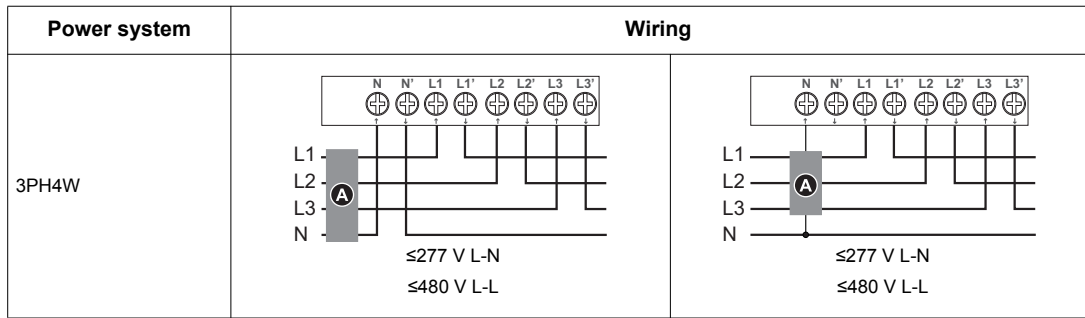 Power system
Wiring
3PH4W
N N' L1 L1' L2 L2' L3 L3'
L1
L2
L3
N
A
≤277 V L-N
≤480 V L-L
N N' L1 L1' L2 L2' L3 L3'
L1
L2
L3
N
A
≤277 V L-N
≤480 V L-L